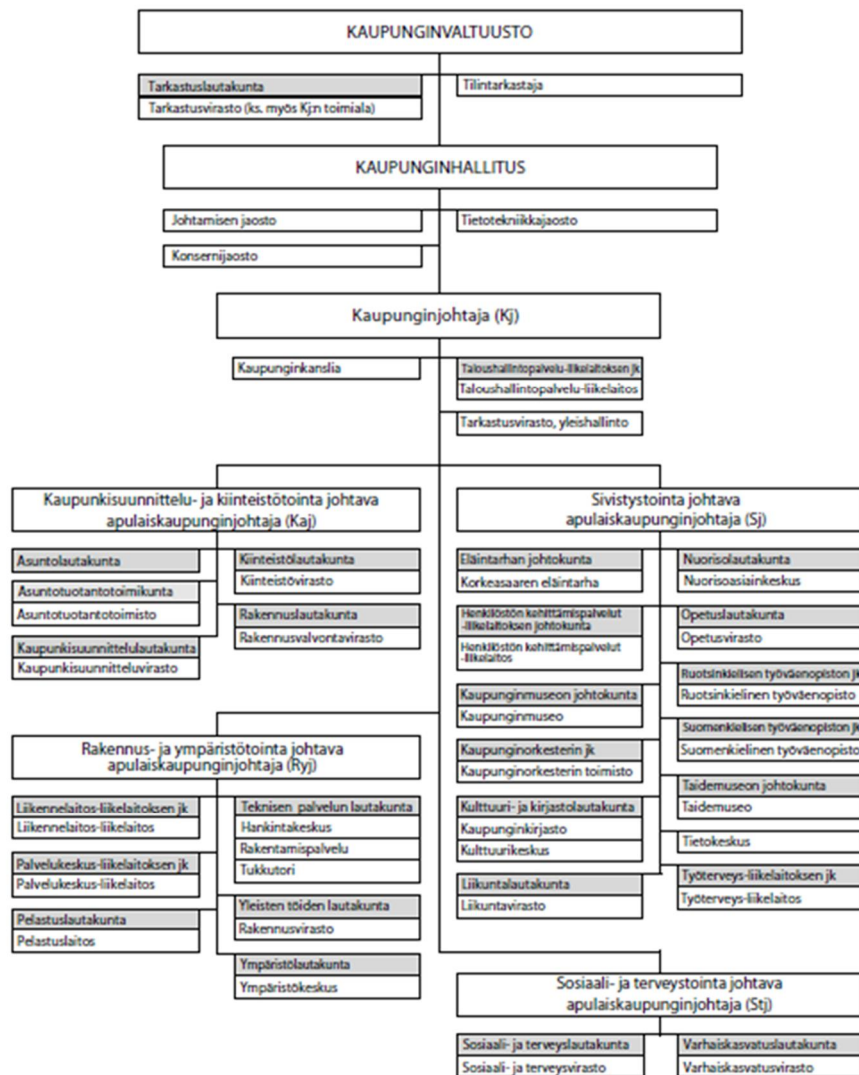 KAUPUNGINVALTUUSTO
Tarkastuslautakunta
Tarkastusvirasto (ks. myös Kj:n toimiala)
Tilintarkastaja
KAUPUNGINHALLITUS
Johtamisen jaosto
Tietotekniikkajaosto
Konsernijaosto
Kaupunginjohtaja (Kj)
Kaupunginkanslia
Taloushallintopalvelu-liikelaitoksen jk
Taloushallintopalvelu-liikelaitos
Tarkastusvirasto, yleishallinto
Kaupunkisuunnittelu- ja kiinteistötointa johtava
apulaiskaupunginjohtaja (Kaj)
Asuntolautakunta
Asuntotuotantotoimikunta
Asuntotuotantotoimisto
Kaupunkisuunnittelulautakunta
Kaupunkisuunnitteluvirasto
Kiinteistölautakunta
Kiinteistövirasto
Rakennuslautakunta
Rakennusvalvontavirasto
Sivistystointa johtava
apulaiskaupunginjohtaja (Sj)
Eläintarhan johtokunta
Korkeasaaren eläintarha
Henkilöstön kehittämispalvelut
-liikelaitoksen johtokunta
Henkilöstön kehittämispalvelut
-liikelaitos
Kaupunginmuseon johtokunta
Kaupunginmuseo
Kaupunginorkesterin jk
Kaupunginorkesterin toimisto
Kulttuuri- ja kirjastolautakunta
Kaupunginkirjasto
Kulttuurikeskus
Liikuntalautakunta
Liikuntavirasto
Nuorisolautakunta
Nuorisoasiainkeskus
Opetuslautakunta
Opetusvirasto
Ruotsinkielisen työväenopiston jk
Ruotsinkielinen työväenopisto
Suomenkielisen työväenopiston jk
Suomenkielinen työväenopisto
Taidemuseon johtokunta
Taidemuseo
Tietokeskus
Työterveys-liikelaitoksen jk
Työterveys-liikelaitos
Rakennus- ja ympäristötointa johtava
apulaiskaupunginjohtaja (Ryj)
Liikennelaitos-liikelaitoksen jk
Liikennelaitos-liikelaitos
Palvelukeskus-liikelaitoksen jk
Palvelukeskus-liikelaitos
Pelastuslautakunta
Pelastuslaitos
Teknisen palvelun lautakunta
Hankintakeskus
Rakentamispalvelu
Tukkutori
Yleisten töiden lautakunta
Rakennusvirasto
Ympäristölautakunta
Ympäristökeskus
Sosiaali- ja terveystointa johtava
apulaiskaupunginjohtaja (Stj)
Sosiaali- ja terveyslautakunta
Sosiaali- ja terveysvirasto
Varhaiskasvatuslautakunta
Varhaiskasvatusvirasto